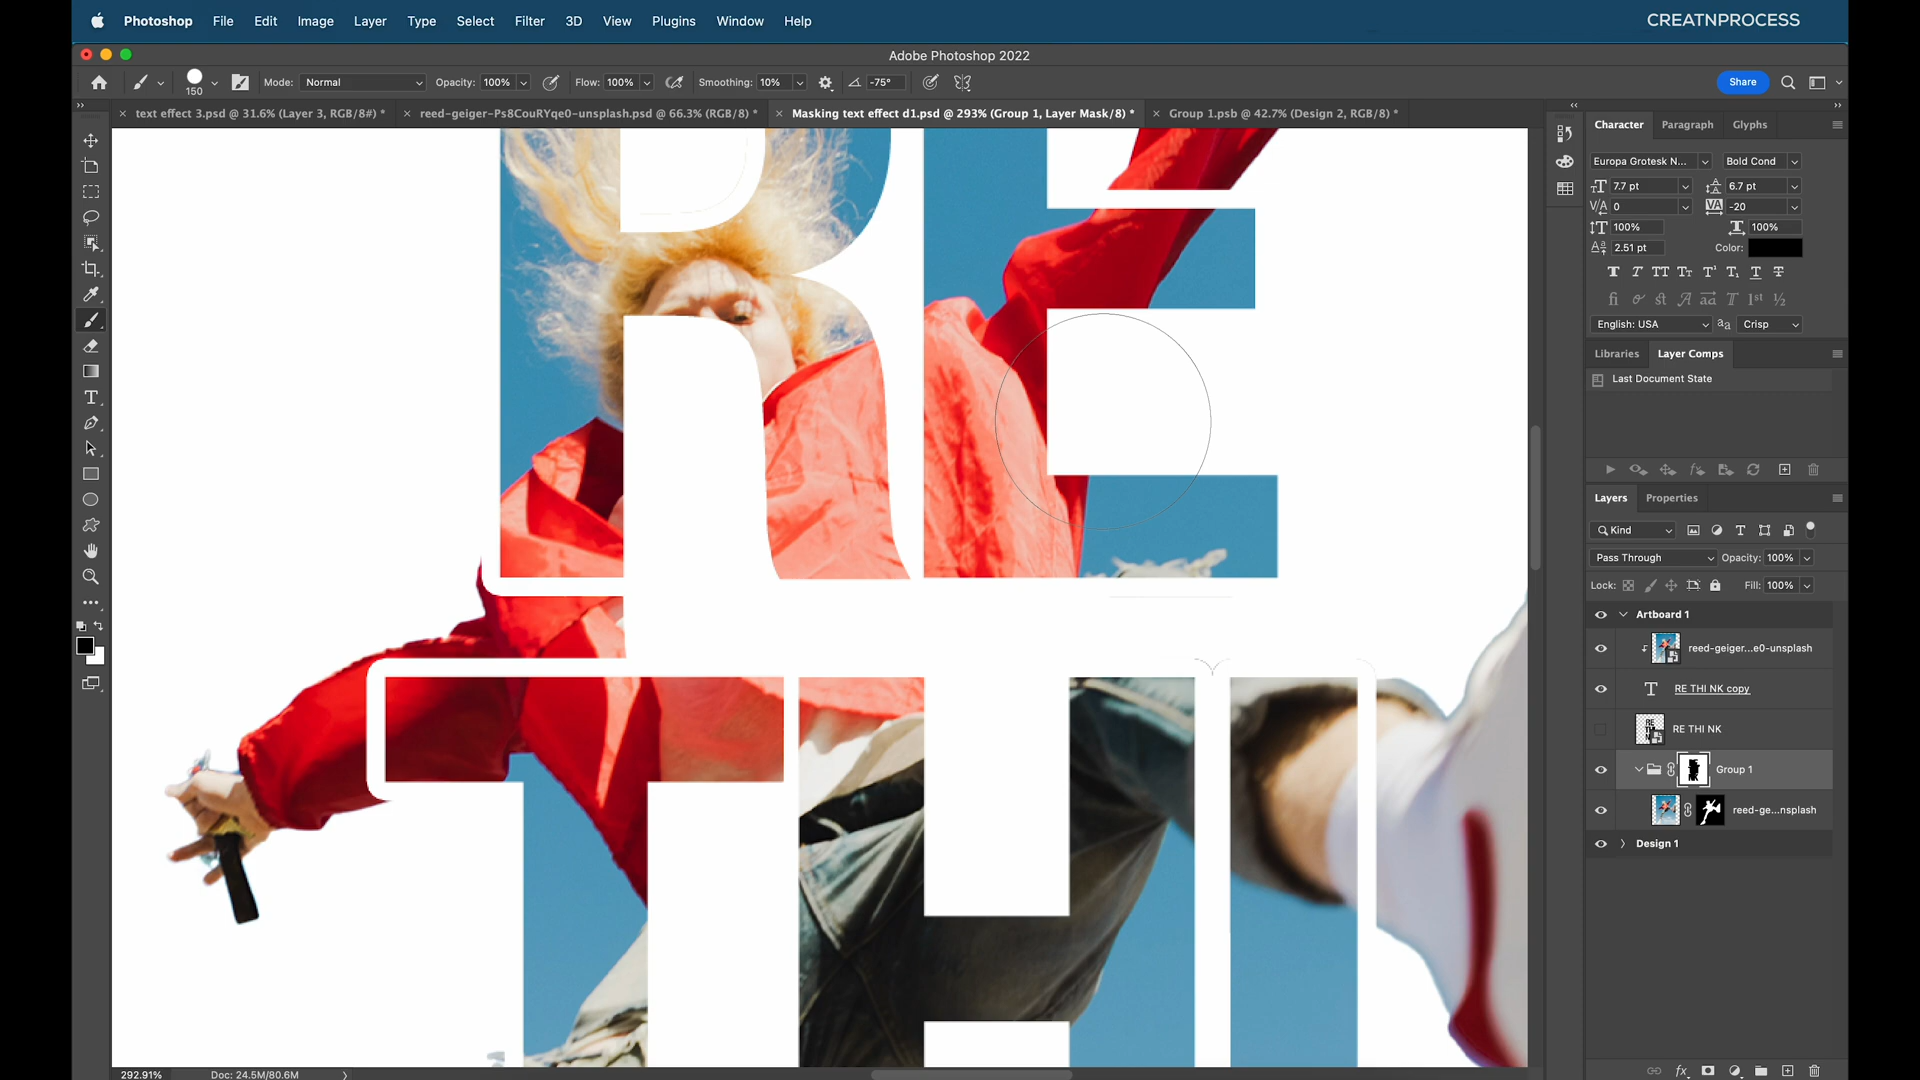 Photoshop File Edit Image Layer Type Select Filter 3D View Plugins Window Help
CREATNPROCESS
Adobe Photoshop 2022
150 Mode: Normal Opacity: 100% Flow: 100% Smoothing: 10% -75° Share
text effect 3.psd @ 31.6% (Layer 3, RGB/8#) * reed-geiger-Ps8CouRYqe0-unsplash.psd @ 66.3% (RGB/8) * Masking text effect d1.psd @ 293% (Group 1, Layer Mask/8) * Group 1.psb @ 42.7% (Design 2, RGB/8) *
Character Paragraph Glyphs
Europa Grotesk N... Bold Cond
7.7 pt 6.7 pt
0 -20
100% 100%
2.51 pt Color:
English: USA Crisp
Libraries Layer Comps
Last Document State
Layers Properties
Kind
Pass Through Opacity: 100%
Lock: Fill: 100%
Artboard 1
reed-geiger...e0-unsplash
RE THI NK copy
RE THI NK
Group 1
reed-ge...nsplash
Design 1
RE
THI
292.91% Doc: 24.5M/80.6M